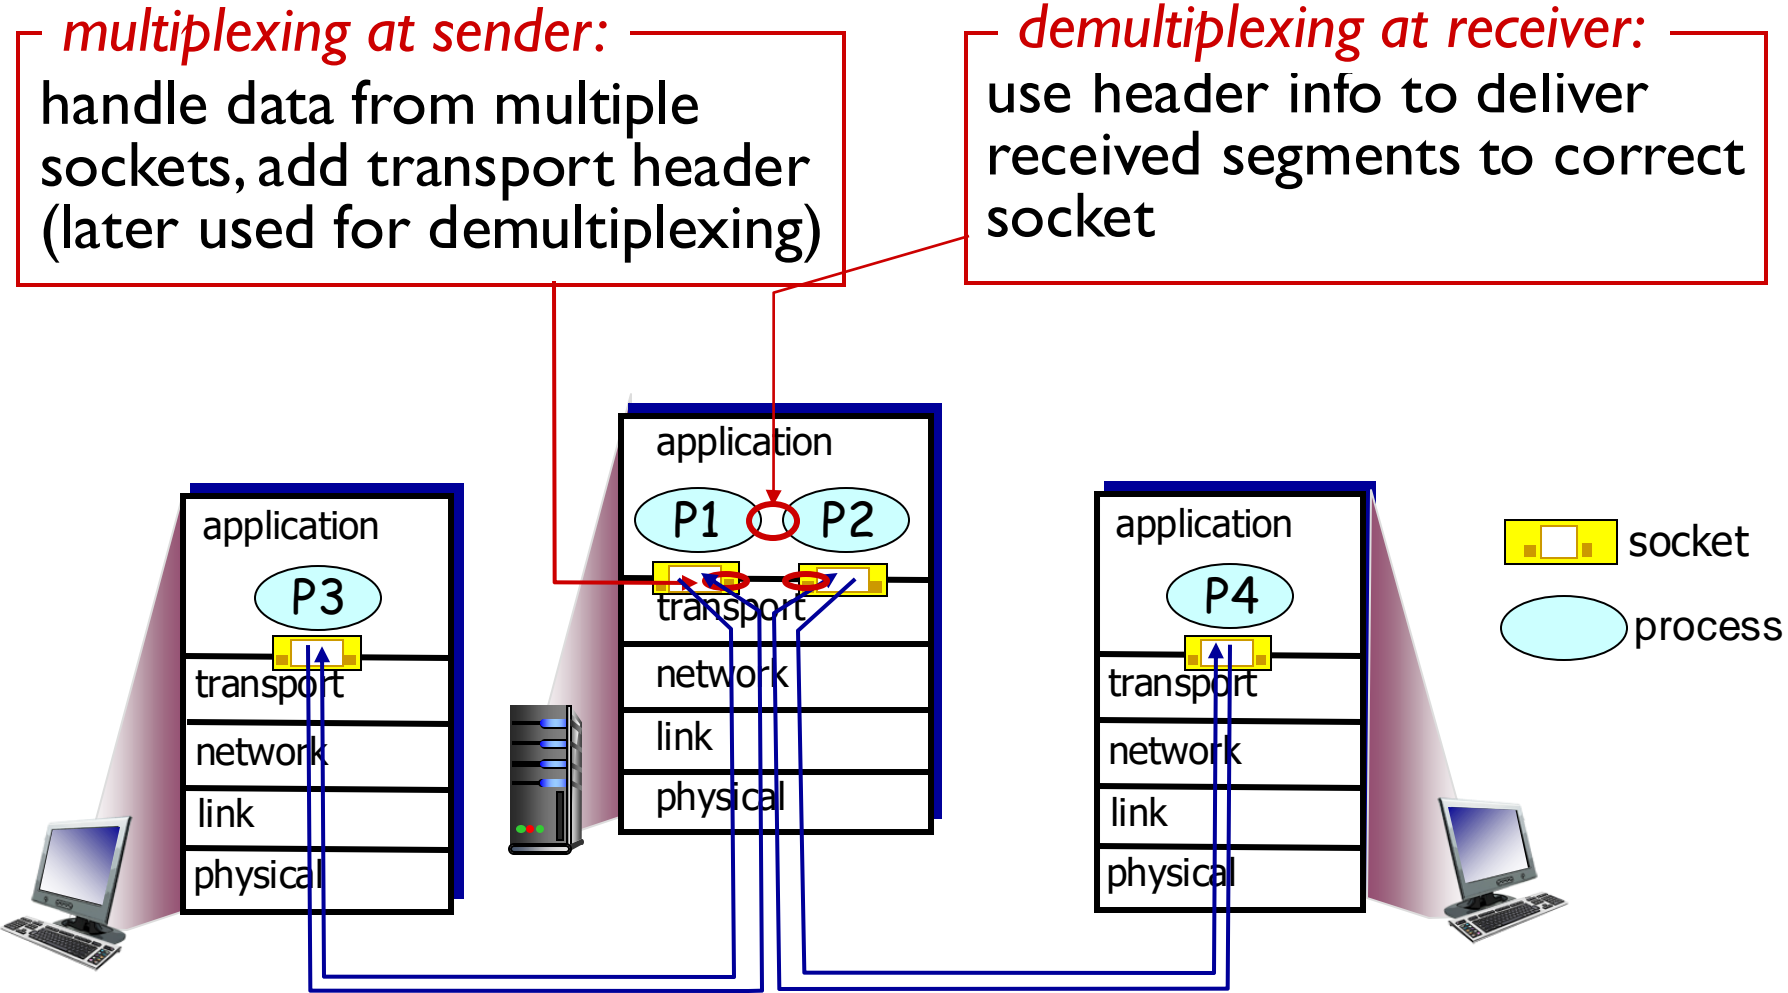 multiplexing at sender:
handle data from multiple
sockets, add transport header
(later used for demultiplexing)
demultiplexing at receiver:
use header info to deliver
received segments to correct
socket
application
P3
transport
network
link
physical
application
P1 P2
transport
network
link
physical
application
P4
transport
network
link
physical
socket
process